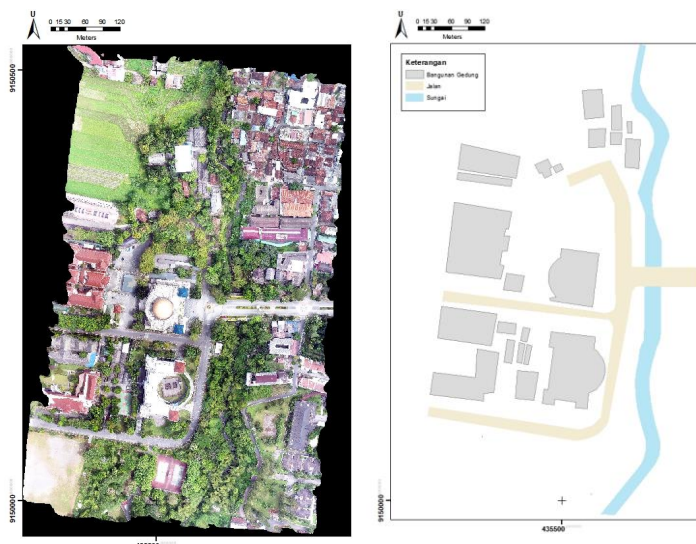 U
0 15 30 60 90 120
Meters
9150500
9150000
U
0 15 30 60 90 120
Meters
Keterangan
Bangunan Gedung
Jalan
Sungai
9150000
435500